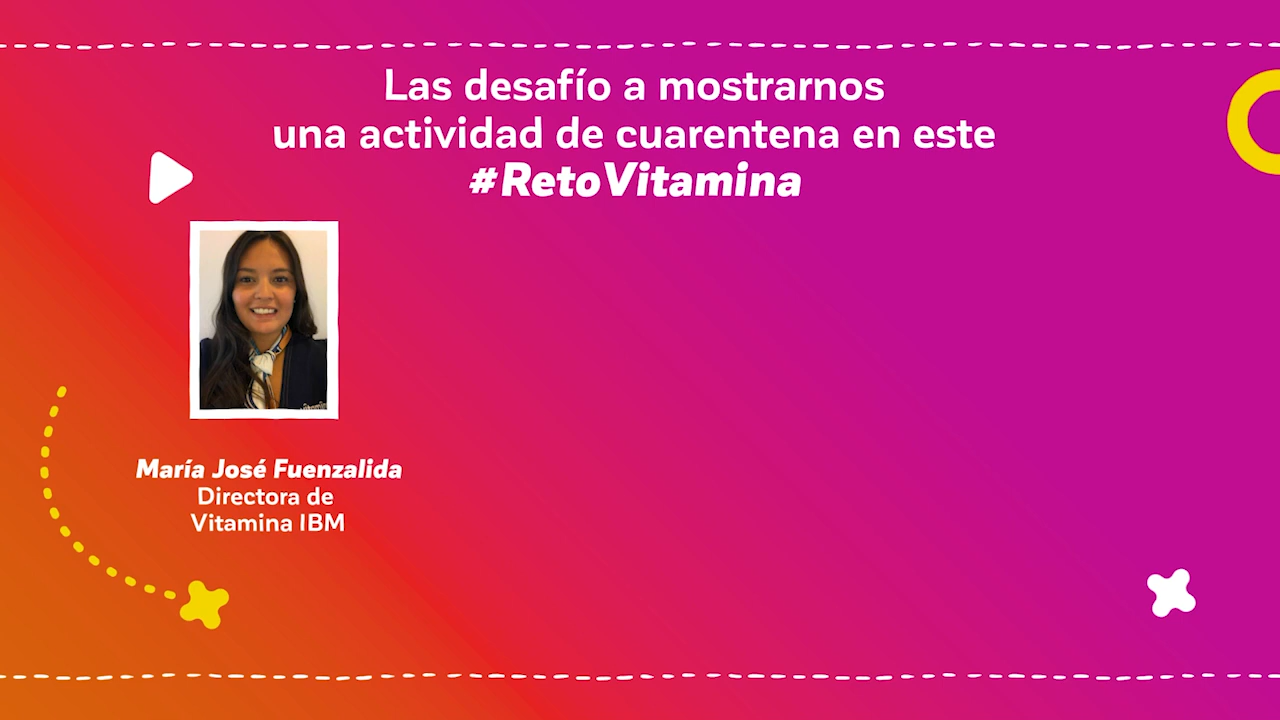 Las desafío a mostrarnos
una actividad de cuarentena en este
#RetoVitamina
María José Fuenzalida
Directora de
Vitamina IBM